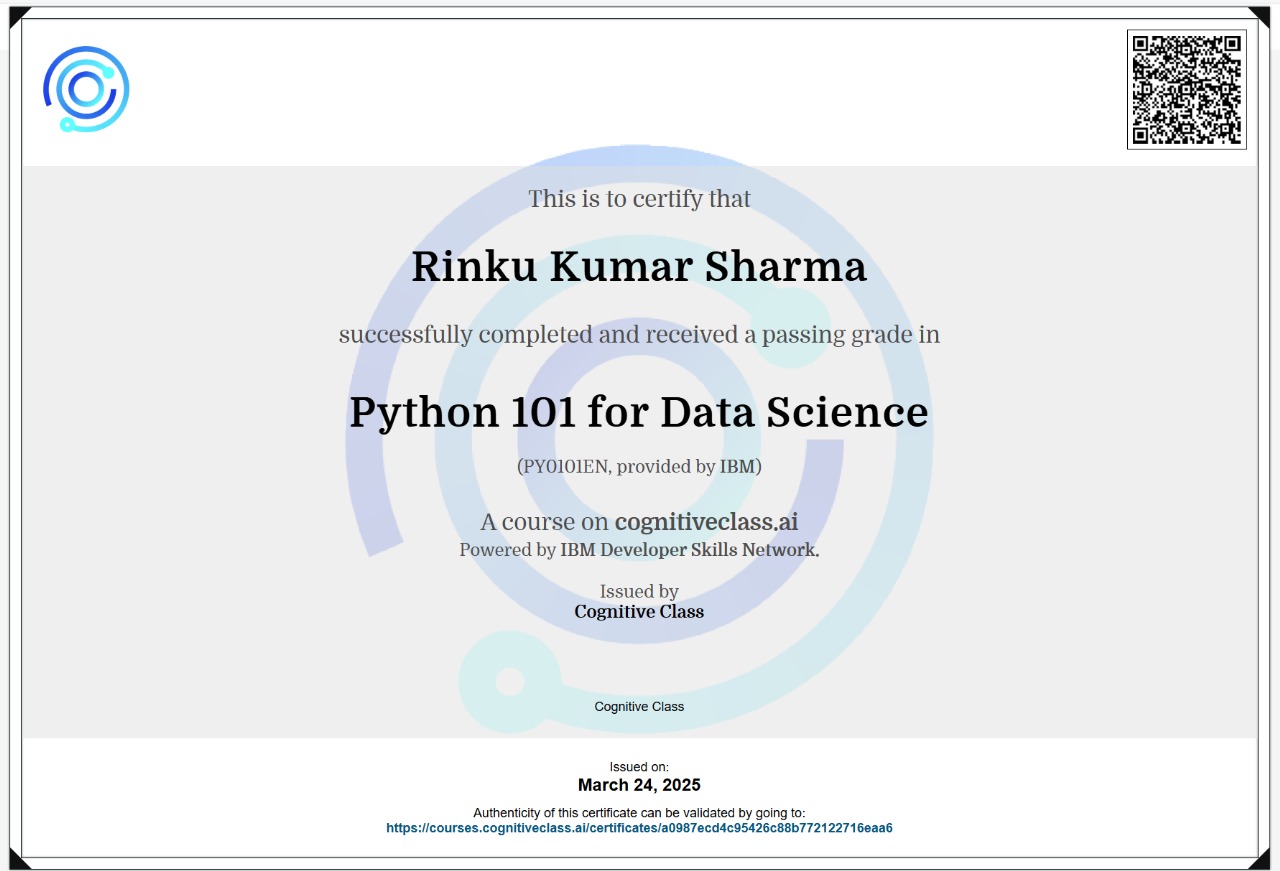 This is to certify that
Rinku Kumar Sharma
successfully completed and received a passing grade in
Python 101 for Data Science
(PY0101EN, provided by IBM)
A course on cognitiveclass.ai
Powered by IBM Developer Skills Network.
Issued by
Cognitive Class
Cognitive Class
Issued on:
March 24, 2025
Authenticity of this certificate can be validated by going to:
https://courses.cognitiveclass.ai/certificates/a0987ecd4c95426c88b772122716eaa6